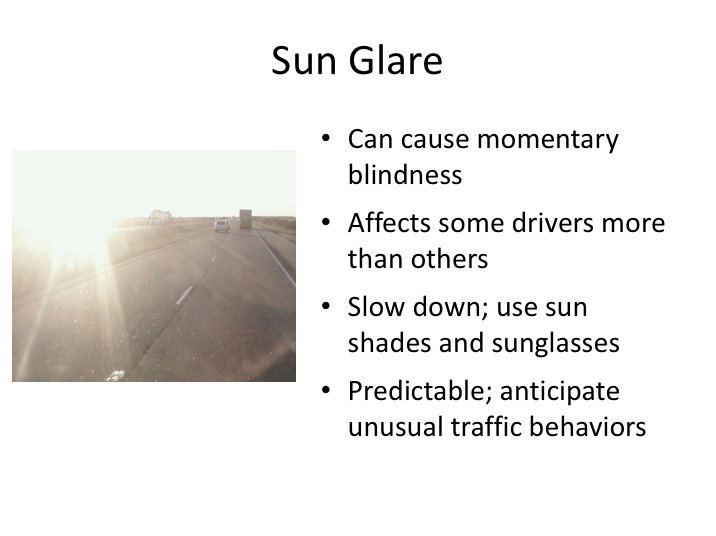 Sun Glare
• Can cause momentary
blindness
• Affects some drivers more
than others
• Slow down; use sun
shades and sunglasses
• Predictable; anticipate
unusual traffic behaviors